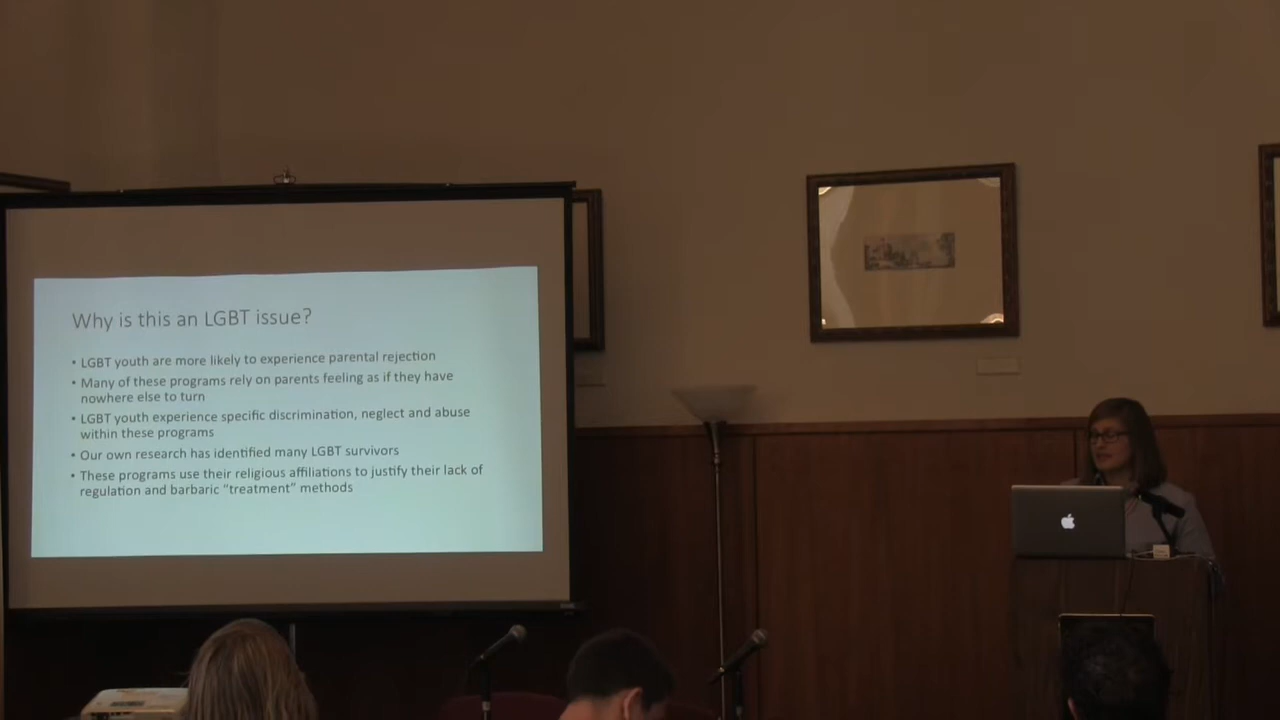 Why is this an LGBT issue?
• LGBT youth are more likely to experience parental rejection
• Many of these programs rely on parents feeling as if they have
nowhere else to turn
• LGBT youth experience specific discrimination, neglect and abuse
within these programs
• Our own research has identified many LGBT survivors
• These programs use their religious affiliations to justify their lack of
regulation and barbaric “treatment” methods